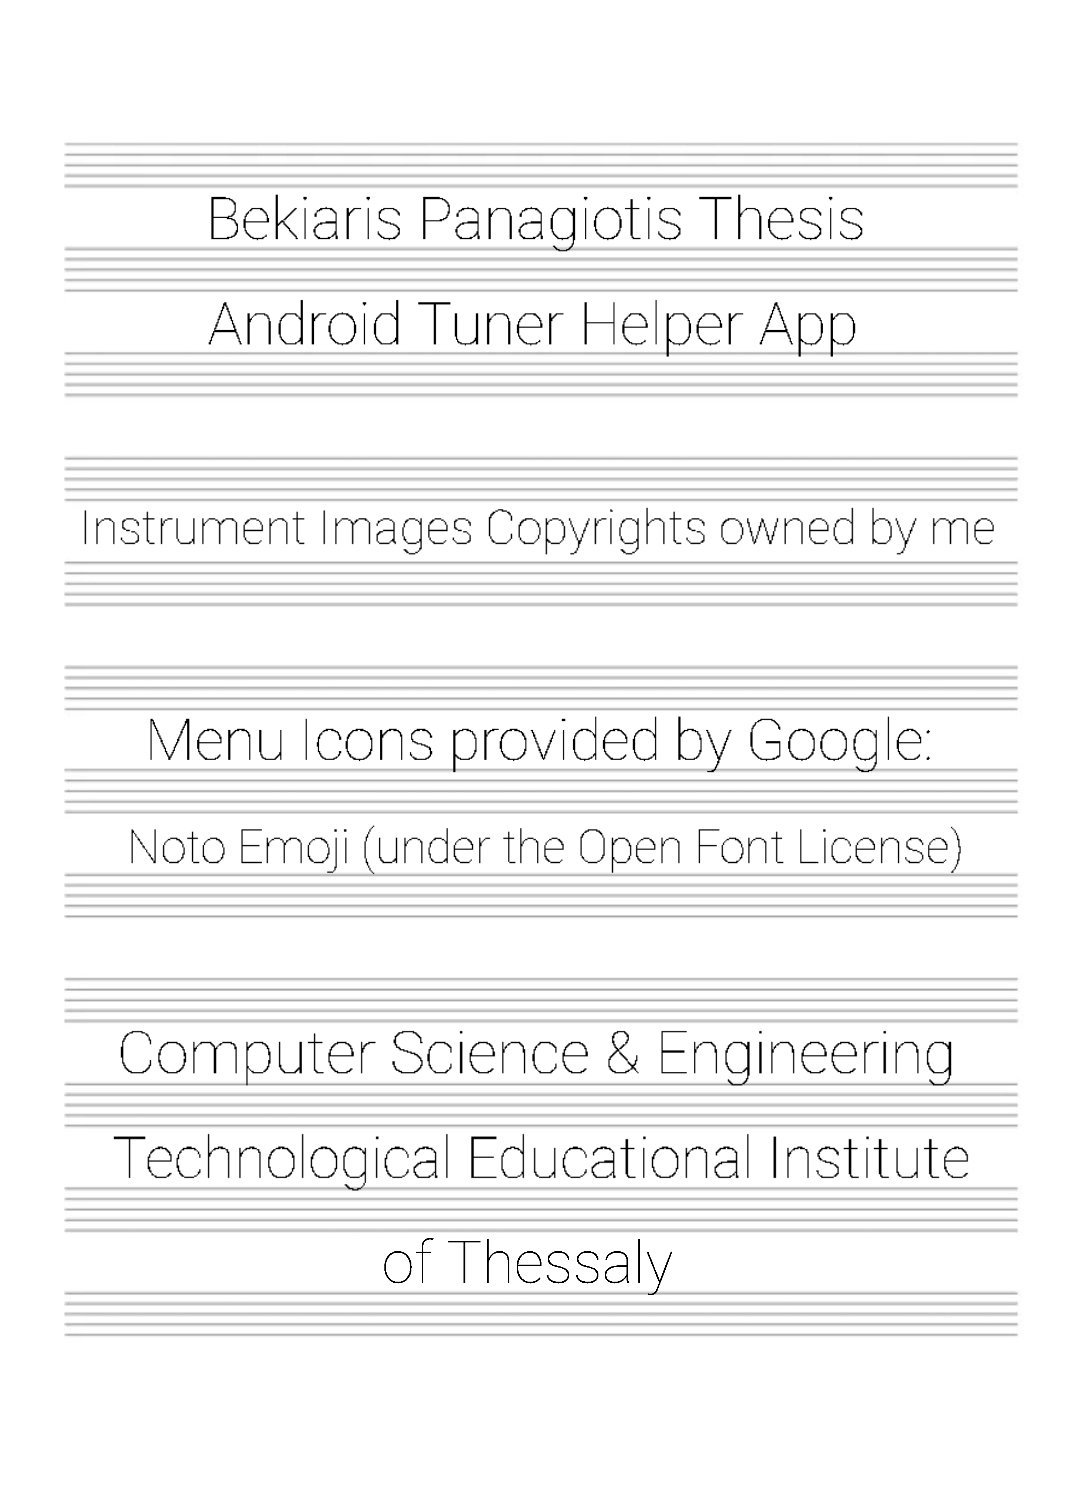 Bekiaris Panagiotis Thesis
Android Tuner Helper App
Instrument Images Copyrights owned by me
Menu Icons provided by Google:
Noto Emoji (under the Open Font License)
Computer Science & Engineering
Technological Educational Institute
of Thessaly